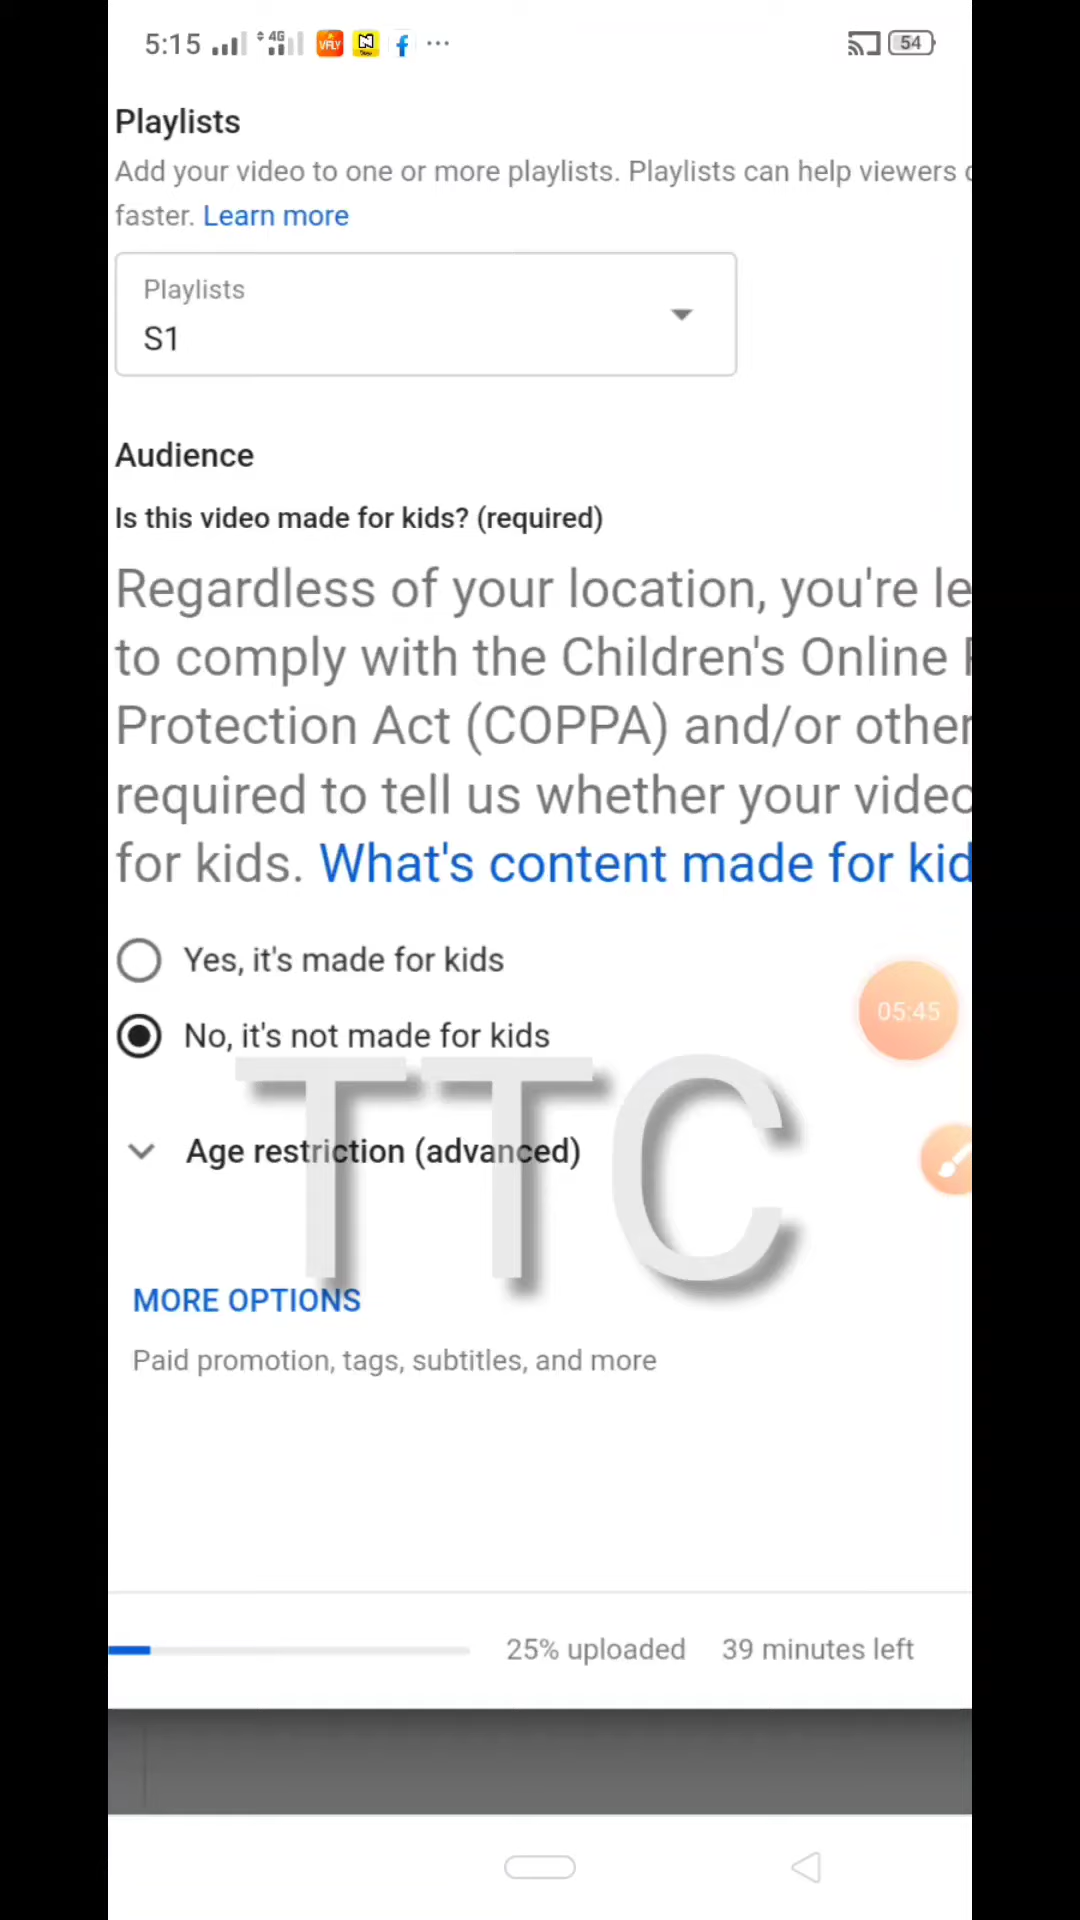 5:15 4G VFLY N 54
Playlists
Add your video to one or more playlists. Playlists can help viewers
faster. Learn more
Playlists
S1
Audience
Is this video made for kids? (required)
Regardless of your location, you're le
to comply with the Children's Online
Protection Act (COPPA) and/or other
required to tell us whether your video
for kids. What's content made for kid
Yes, it's made for kids
05:45
No, it's not made for kids
TTC
Age restriction (advanced)
MORE OPTIONS
Paid promotion, tags, subtitles, and more
25% uploaded 39 minutes left